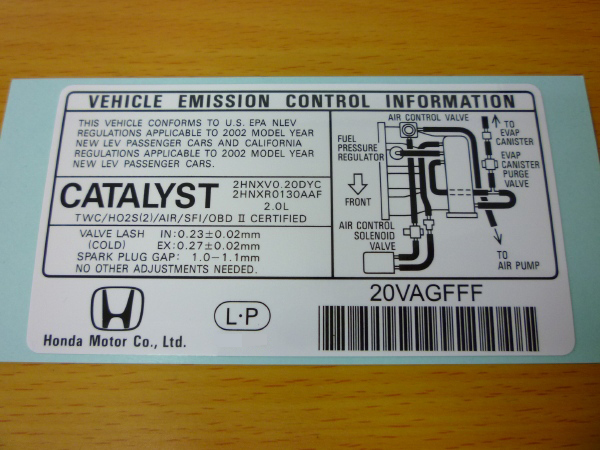 VEHICLE EMISSION CONTROL INFORMATION
THIS VEHICLE CONFORMS TO U.S. EPA NLEV
REGULATIONS APPLICABLE TO 2002 MODEL YEAR
NEW LEV PASSENGER CARS AND CALIFORNIA
REGULATIONS APPLICABLE TO 2002 MODEL YEAR
NEW LEV PASSENGER CARS.
CATALYST
2HNXV0.20DYC
2HNXR0130AAF
2.0L
TWC/HO2S(2)/AIR/SFI/OBD II CERTIFIED
VALVE LASH IN:0.23±0.02mm
(COLD) EX:0.27±0.02mm
SPARK PLUG GAP: 1.0-1.1mm
NO OTHER ADJUSTMENTS NEEDED.
AIR CONTROL VALVE
FUEL
PRESSURE
REGULATOR
FRONT
AIR CONTROL
SOLENOID
VALVE
TO
EVAP
CANISTER
EVAP
CANISTER
PURGE
VALVE
TO
AIR PUMP
Honda Motor Co., Ltd.
L·P
20VAGFFF